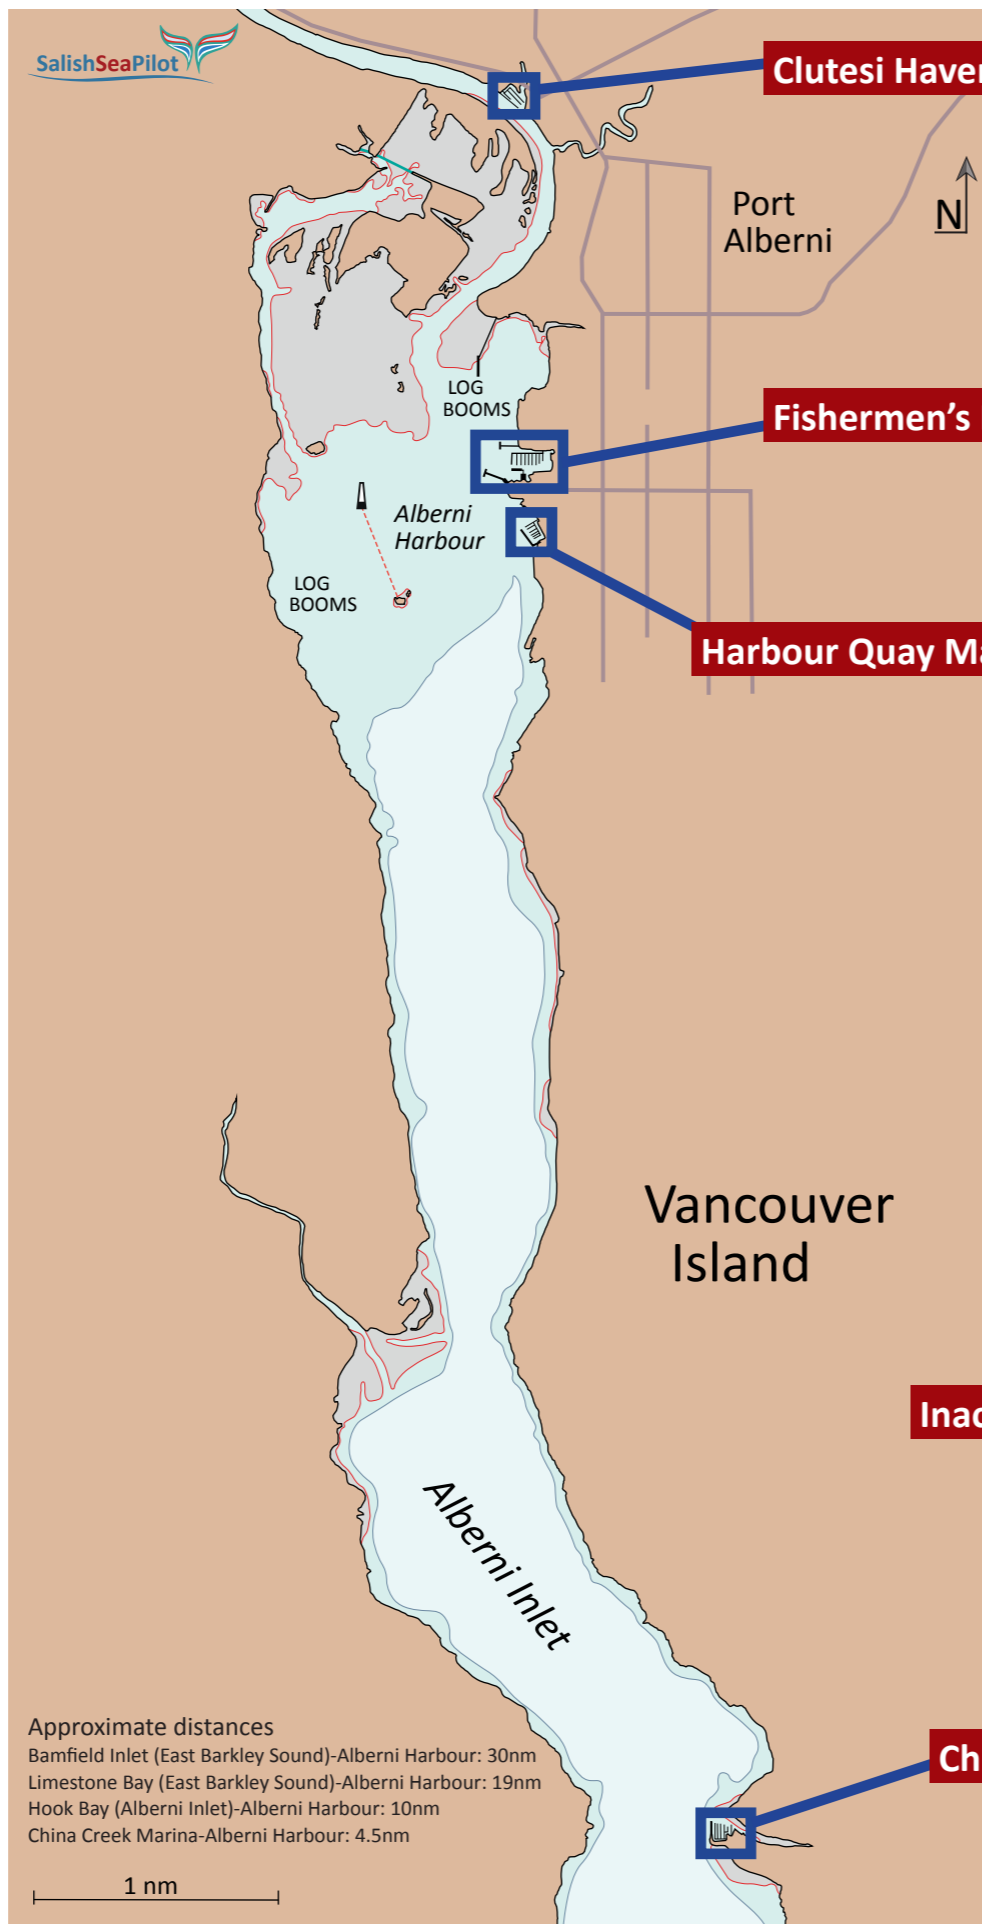 SalishSeaPilot
Clutesi Haven
N
Port
Alberni
LOG
BOOMS
Fishermen’s
Alberni
Harbour
LOG
BOOMS
Harbour Quay Ma
Vancouver
Island
Inac
Alberni Inlet
Approximate distances
Bamfield Inlet (East Barkley Sound)-Alberni Harbour: 30nm
Limestone Bay (East Barkley Sound)-Alberni Harbour: 19nm
Hook Bay (Alberni Inlet)-Alberni Harbour: 10nm
China Creek Marina-Alberni Harbour: 4.5nm
Ch
1 nm